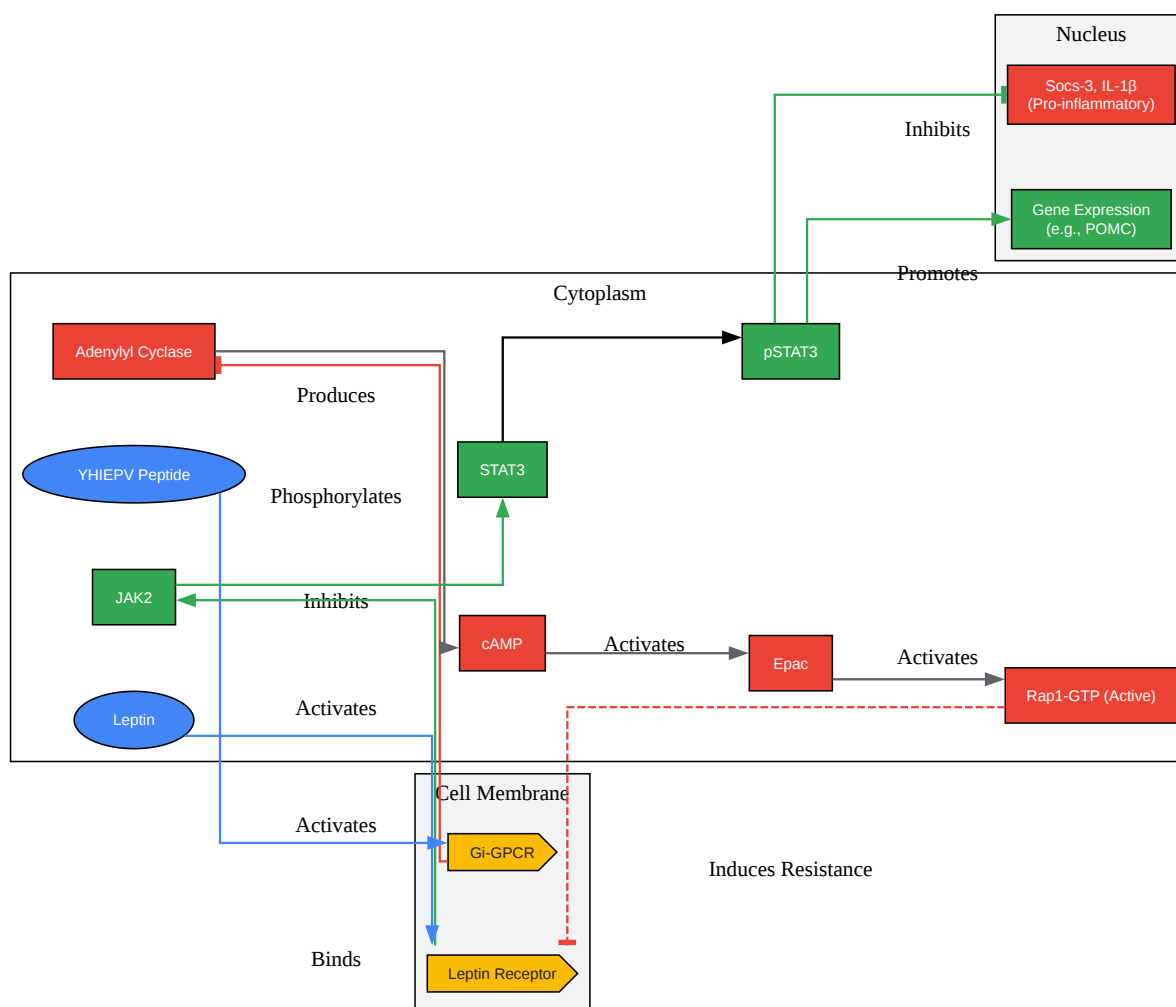 Nucleus
Socs-3, IL-1β
(Pro-inflammatory)
Inhibits
Gene Expression
(e.g., POMC)
Promotes
Cytoplasm
Adenylyl Cyclase
pSTAT3
Produces
STAT3
YHIEPV Peptide
Phosphorylates
JAK2
Inhibits
cAMP
Activates
Epac
Activates
Rap1-GTP (Active)
Leptin
Activates
Cell Membrane
Activates
Gi-GPCR
Induces Resistance
Binds
Leptin Receptor